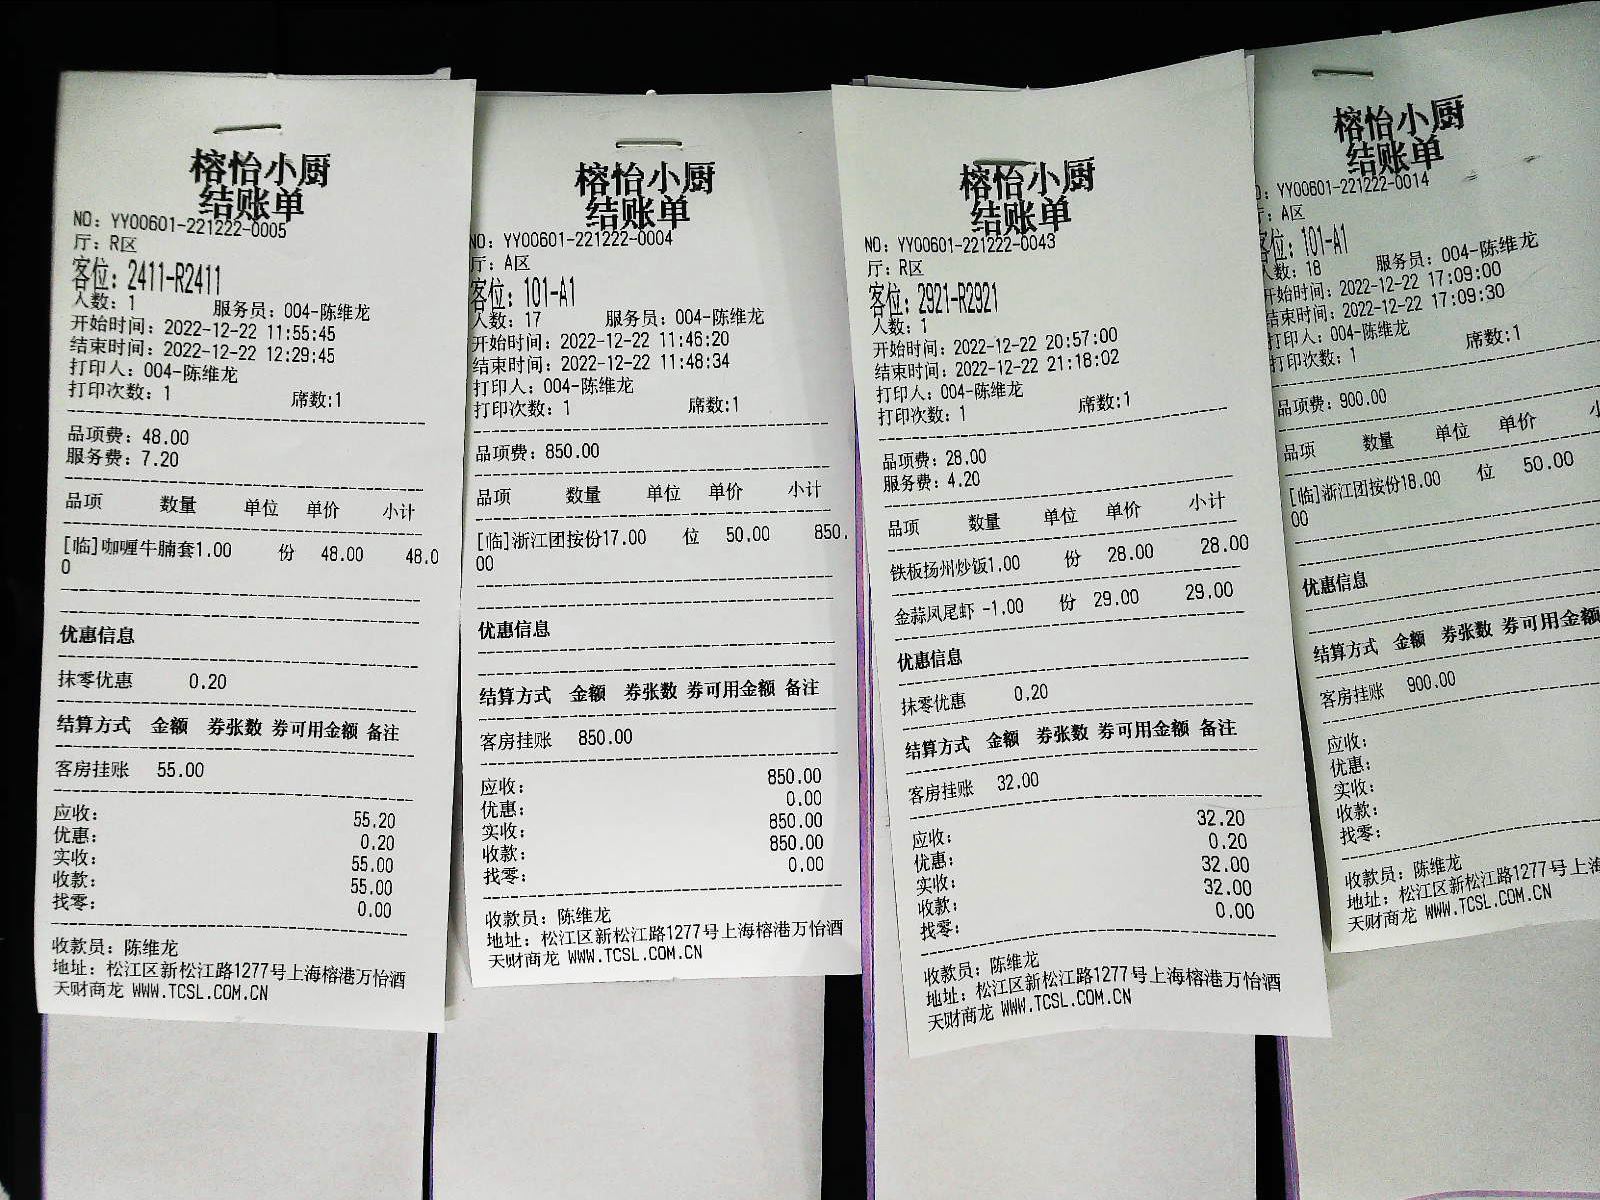 榕怡小厨
结账单
NO: YY00601-221222-0005
厅: R区
客位: 2411-R2411
人数: 1 服务员: 004-陈维龙
开始时间: 2022-12-22 11:55:45
结束时间: 2022-12-22 12:29:45
打印人: 004-陈维龙
打印次数: 1 席数:1
品项费: 48.00
服务费: 7.20
品项 数量 单位 单价 小计
[临]咖喱牛腩套1.00 份 48.00 48.0
0
优惠信息
抹零优惠 0.20
结算方式 金额 券张数 券可用金额 备注
客房挂账 55.00
应收: 55.20
优惠: 0.20
实收: 55.00
收款: 55.00
找零: 0.00
收款员: 陈维龙
地址: 松江区新松江路1277号上海榕港万怡酒
天财商龙 WWW.TCSL.COM.CN
榕怡小厨
结账单
NO: YY00601-221222-0004
厅: A区
客位: 101-A1
人数: 17 服务员: 004-陈维龙
开始时间: 2022-12-22 11:46:20
结束时间: 2022-12-22 11:48:34
打印人: 004-陈维龙
打印次数: 1 席数:1
品项费: 850.00
品项 数量 单位 单价 小计
[临]浙江团按份17.00 位 50.00 850.
00
优惠信息
结算方式 金额 券张数 券可用金额 备注
客房挂账 850.00
应收: 850.00
优惠: 0.00
实收: 850.00
收款: 850.00
找零: 0.00
收款员: 陈维龙
地址: 松江区新松江路1277号上海榕港万怡酒
天财商龙 WWW.TCSL.COM.CN
榕怡小厨
结账单
NO: YY00601-221222-0043
厅: R区
客位: 2921-R2921
人数: 1
开始时间: 2022-12-22 20:57:00
结束时间: 2022-12-22 21:18:02
打印人: 004-陈维龙
打印次数: 1 席数:1
品项费: 28.00
服务费: 4.20
品项 数量 单位 单价 小计
铁板扬州炒饭1.00 份 28.00 28.00
金蒜凤尾虾 -1.00 份 29.00 29.00
优惠信息
抹零优惠 0.20
结算方式 金额 券张数 券可用金额 备注
客房挂账 32.00
应收: 32.20
优惠: 0.20
实收: 32.00
收款: 32.00
找零: 0.00
收款员: 陈维龙
地址: 松江区新松江路1277号上海榕港万怡酒
天财商龙 WWW.TCSL.COM.CN
榕怡小厨
结账单
: YY00601-221222-0014
: A区
客位: 101-A1
人数: 18 服务员: 004-陈维龙
开始时间: 2022-12-22 17:09:00
结束时间: 2022-12-22 17:09:30
打印人: 004-陈维龙
打印次数: 1 席数:1
品项费: 900.00
品项 数量 单位 单价
[临]浙江团按份18.00 位 50.00
00
优惠信息
结算方式 金额 券张数 券可用金额
客房挂账 900.00
应收:
优惠:
实收:
收款:
找零:
收款员: 陈维龙
地址: 松江区新松江路1277号上海
天财商龙 WWW.TCSL.COM.CN